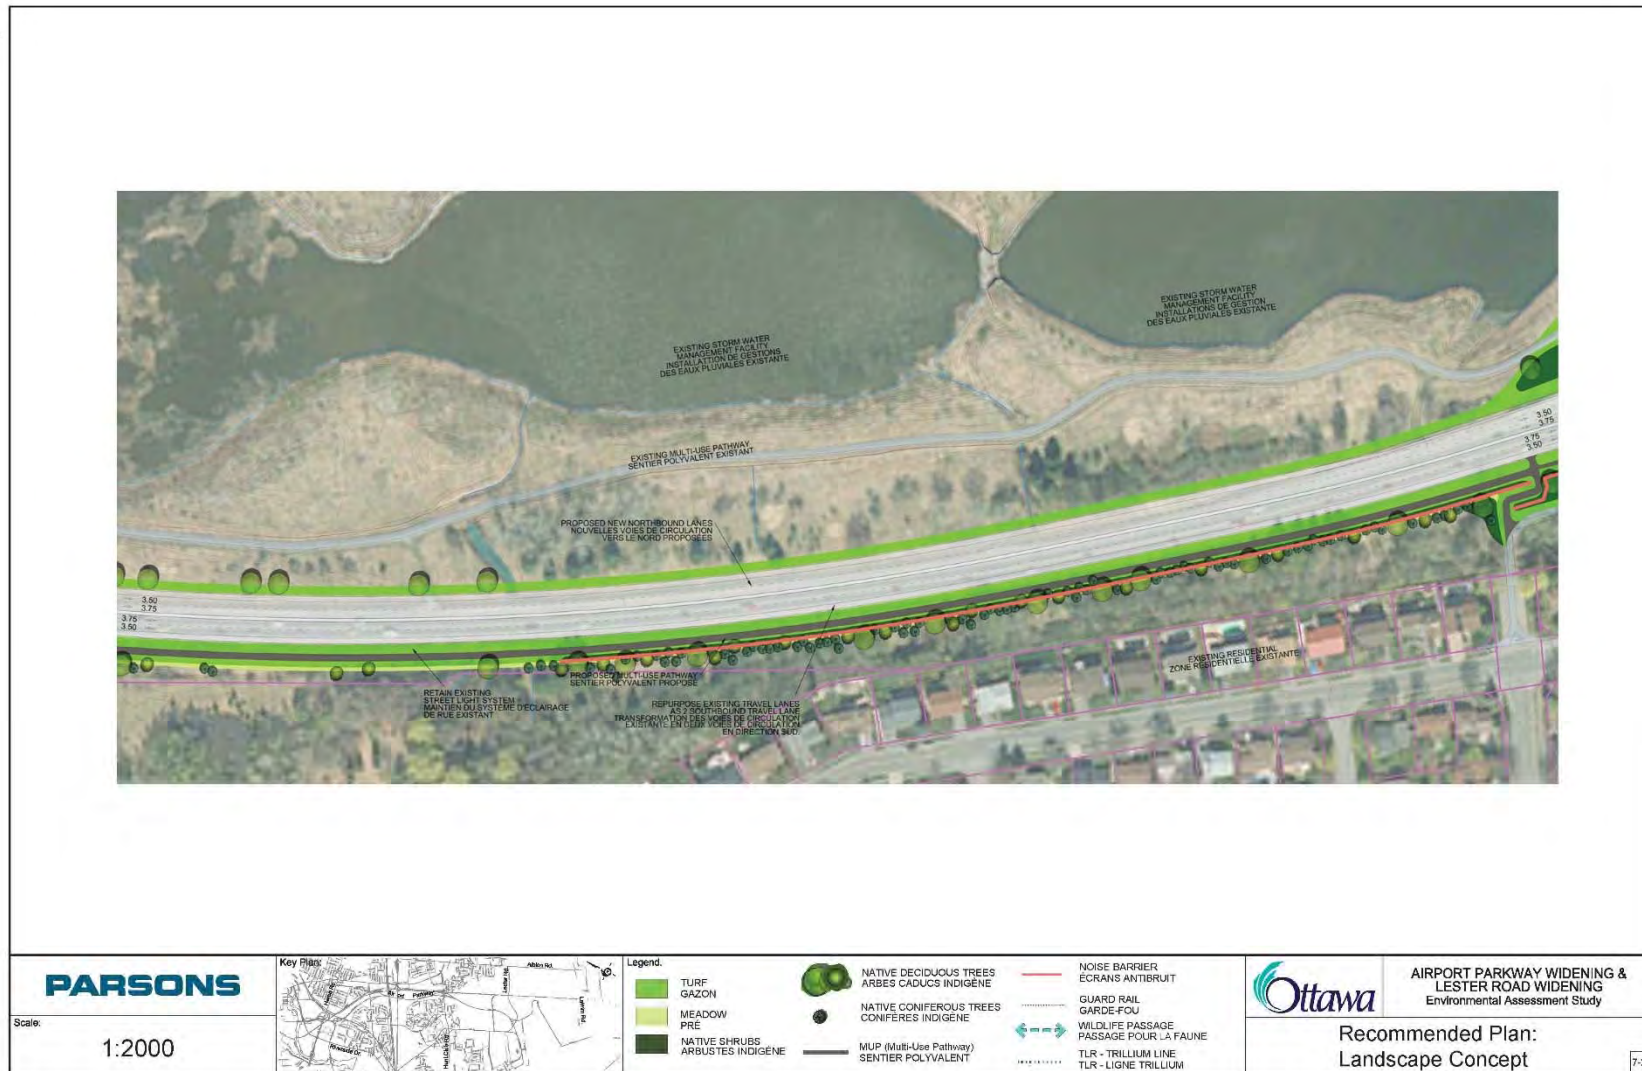 EXISTING STORM WATER
MANAGEMENT FACILITY
INSTALLATIONS DE GESTION
DES EAUX PLUVIALES EXISTANTE
EXISTING STORM WATER
MANAGEMENT FACILITY
INSTALLATTION DE GESTIONS
DES EAUX PLUVIALES EXISTANTE
EXISTING MULTI-USE PATHWAY
SENTIER POLYVALENT EXISTANT
3.50
3.75
3.75
3.50
PROPOSED NEW NORTHBOUND LANES
NOUVELLES VOIES DE CIRCULATION
VERS LE NORD PROPOSÉES
3.50
3.75
3.75
3.50
EXISTING RESIDENTIAL
ZONE RÉSIDENTIELLE EXISTANTE
PROPOSED MULTI-USE PATHWAY
SENTIER POLYVALENT PROPOSÉ
RETAIN EXISTING
STREET LIGHT SYSTEM
MAINTIEN DU SYSTÈME D'ÉCLAIRAGE
DE RUE EXISTANT
REPURPOSE EXISTING TRAVEL LANES
AS 2 SOUTHBOUND TRAVEL LANE
TRANSFORMATION DES VOIES DE CIRCULATION
EXISTANTE EN DEUX VOIES DE CIRCULATION
EN DIRECTION SUD.
PARSONS
Scale:
1:2000
Key Plan:
Albion Rd.
Lester Rd.
Parkway
Riverside Dr.
Legend.
TURF
GAZON
MEADOW
PRÉ
NATIVE SHRUBS
ARBUSTES INDIGÈNE
NATIVE DECIDUOUS TREES
ARBES CADUCS INDIGÈNE
NATIVE CONIFEROUS TREES
CONIFÈRES INDIGÈNE
MUP (Multi-Use Pathway)
SENTIER POLYVALENT
NOISE BARRIER
ÉCRANS ANTIBRUIT
GUARD RAIL
GARDE-FOU
WILDLIFE PASSAGE
PASSAGE POUR LA FAUNE
TLR - TRILLIUM LINE
TLR - LIGNE TRILLIUM
Ottawa
AIRPORT PARKWAY WIDENING &
LESTER ROAD WIDENING
Environmental Assessment Study
Recommended Plan:
Landscape Concept